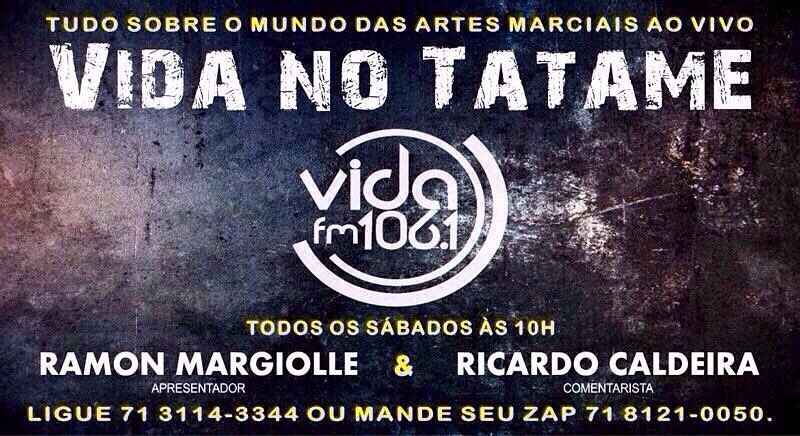 TUDO SOBRE O MUNDO DAS ARTES MARCIAIS AO VIVO
VIDA NO TATAME
vida
fm106.1
TODOS OS SÁBADOS ÀS 10H
RAMON MARGIOLLE & RICARDO CALDEIRA
APRESENTADOR COMENTARISTA
LIGUE 71 3114-3344 OU MANDE SEU ZAP 71 8121-0050.